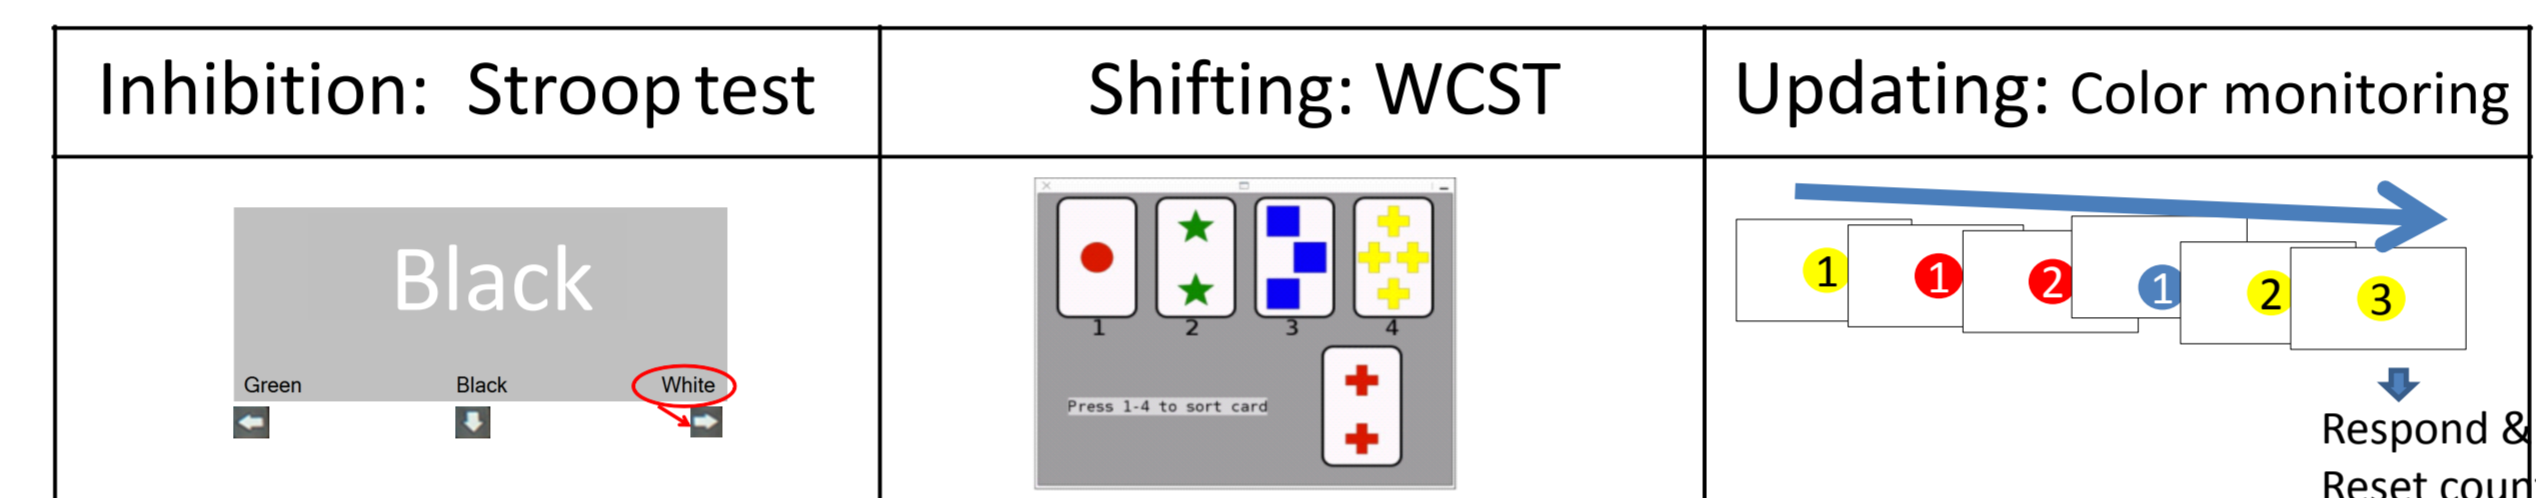 Inhibition: Stroop test
Shifting: WCST
Updating: Color monitoring
Black
Green Black White
1 2 3 4
Press 1-4 to sort card
1 1 2 1 2 3
Respond &
Reset